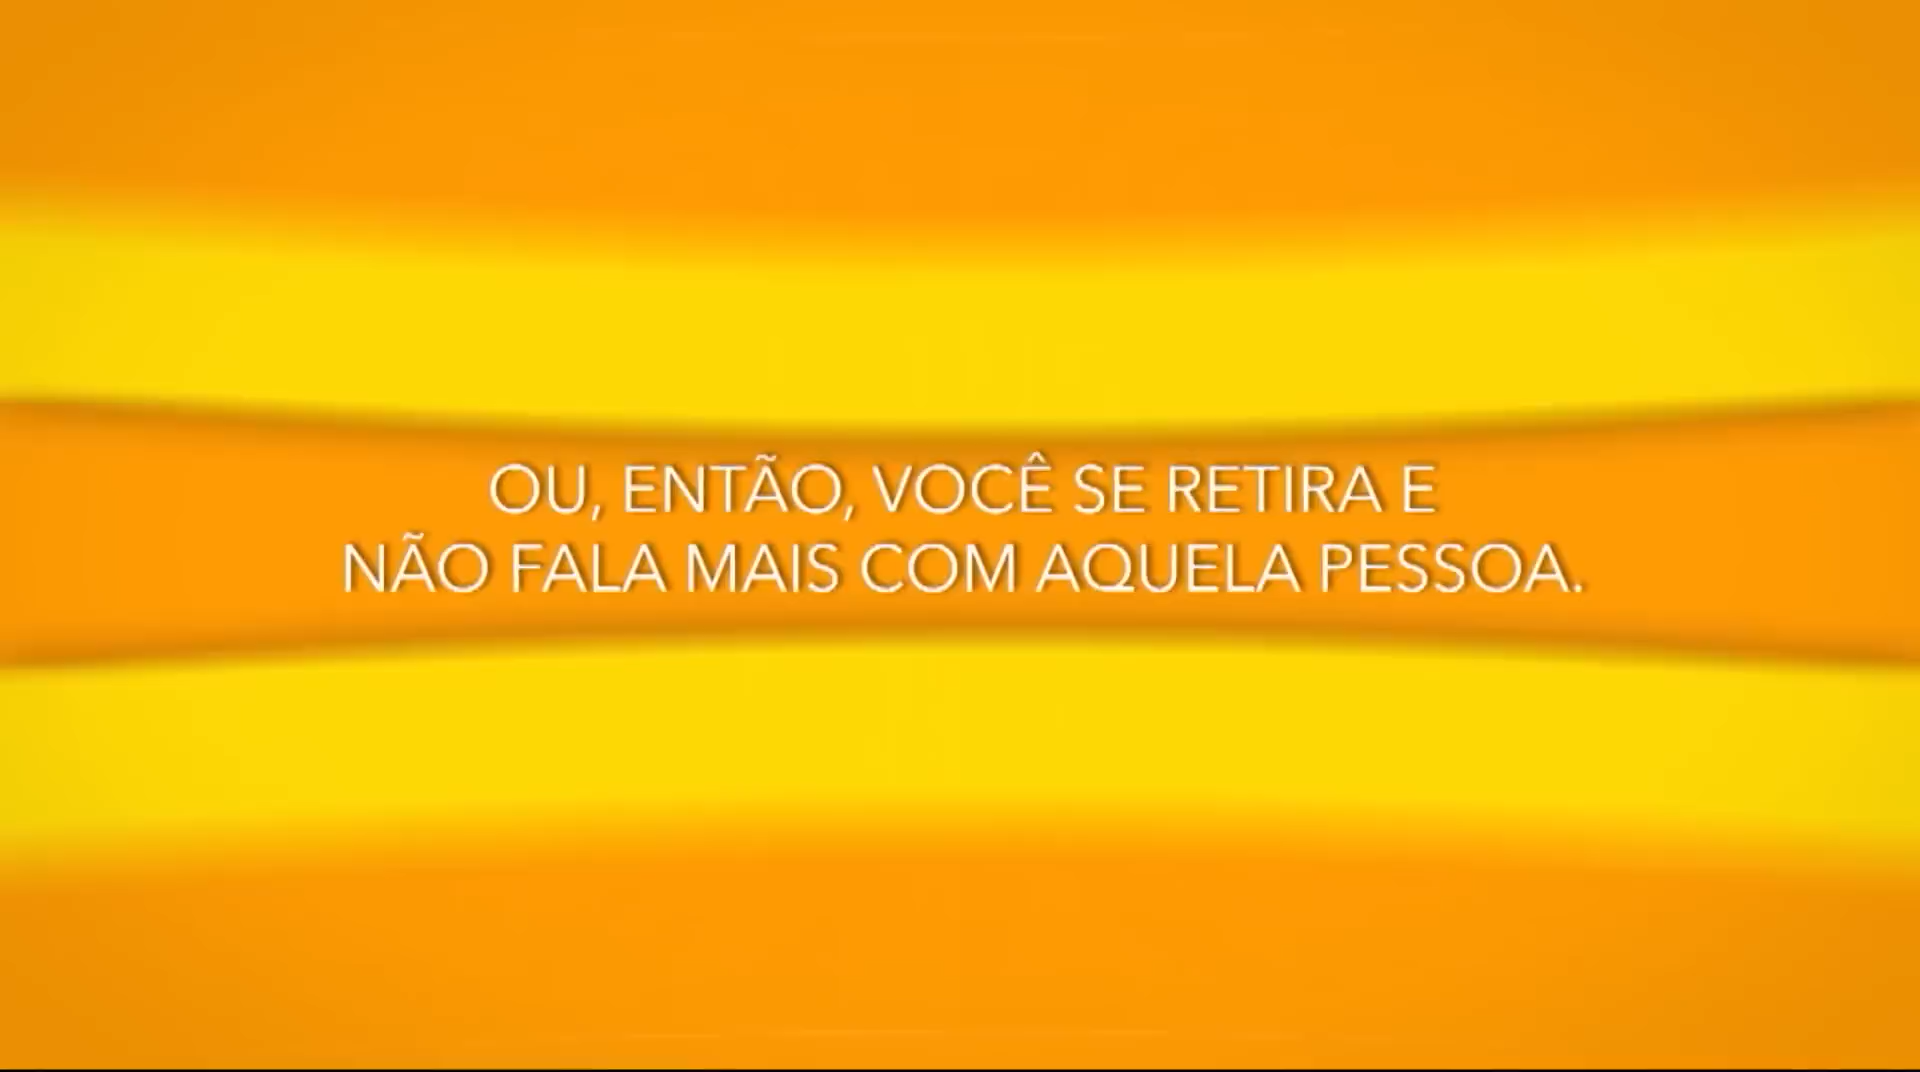 OU, ENTÃO, VOCÊ SE RETIRA E
NÃO FALA MAIS COM AQUELA PESSOA.